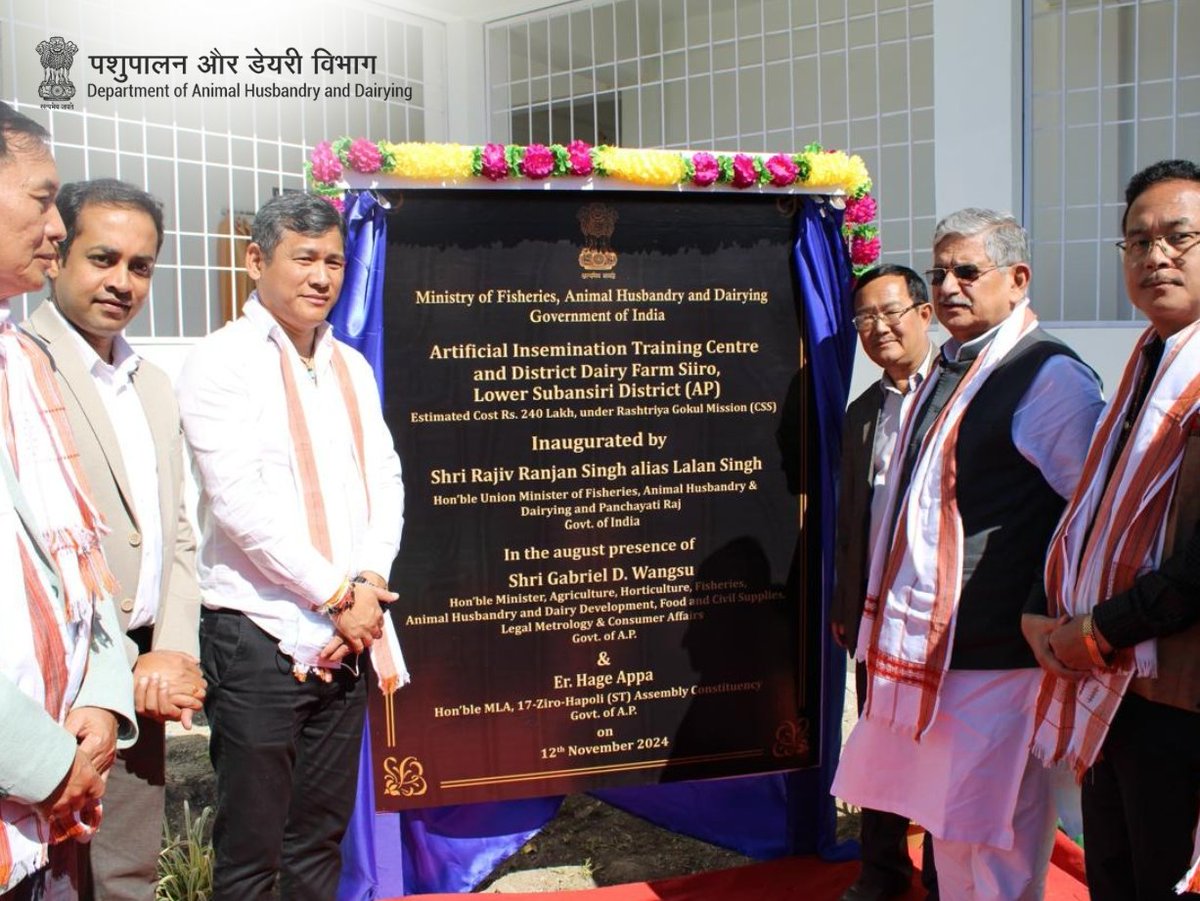 पशुपालन और डेयरी विभाग
Department of Animal Husbandry and Dairying
सत्यमेव जयते
Ministry of Fisheries, Animal Husbandry and Dairying
Government of India
Artificial Insemination Training Centre
and District Dairy Farm Siiro,
Lower Subansiri District (AP)
Estimated Cost Rs. 240 Lakh, under Rashtriya Gokul Mission (CSS)
Inaugurated by
Shri Rajiv Ranjan Singh alias Lalan Singh
Hon'ble Union Minister of Fisheries, Animal Husbandry &
Dairying and Panchayati Raj
Govt. of India
In the august presence of
Shri Gabriel D. Wangsu
Hon'ble Minister, Agriculture, Horticulture, Fisheries,
Animal Husbandry and Dairy Development, Food and Civil Supplies,
Legal Metrology & Consumer Affairs
Govt. of A.P.
&
Er. Hage Appa
Hon'ble MLA, 17-Ziro-Hapoli (ST) Assembly Constituency
Govt. of A.P.
on
12th November 2024